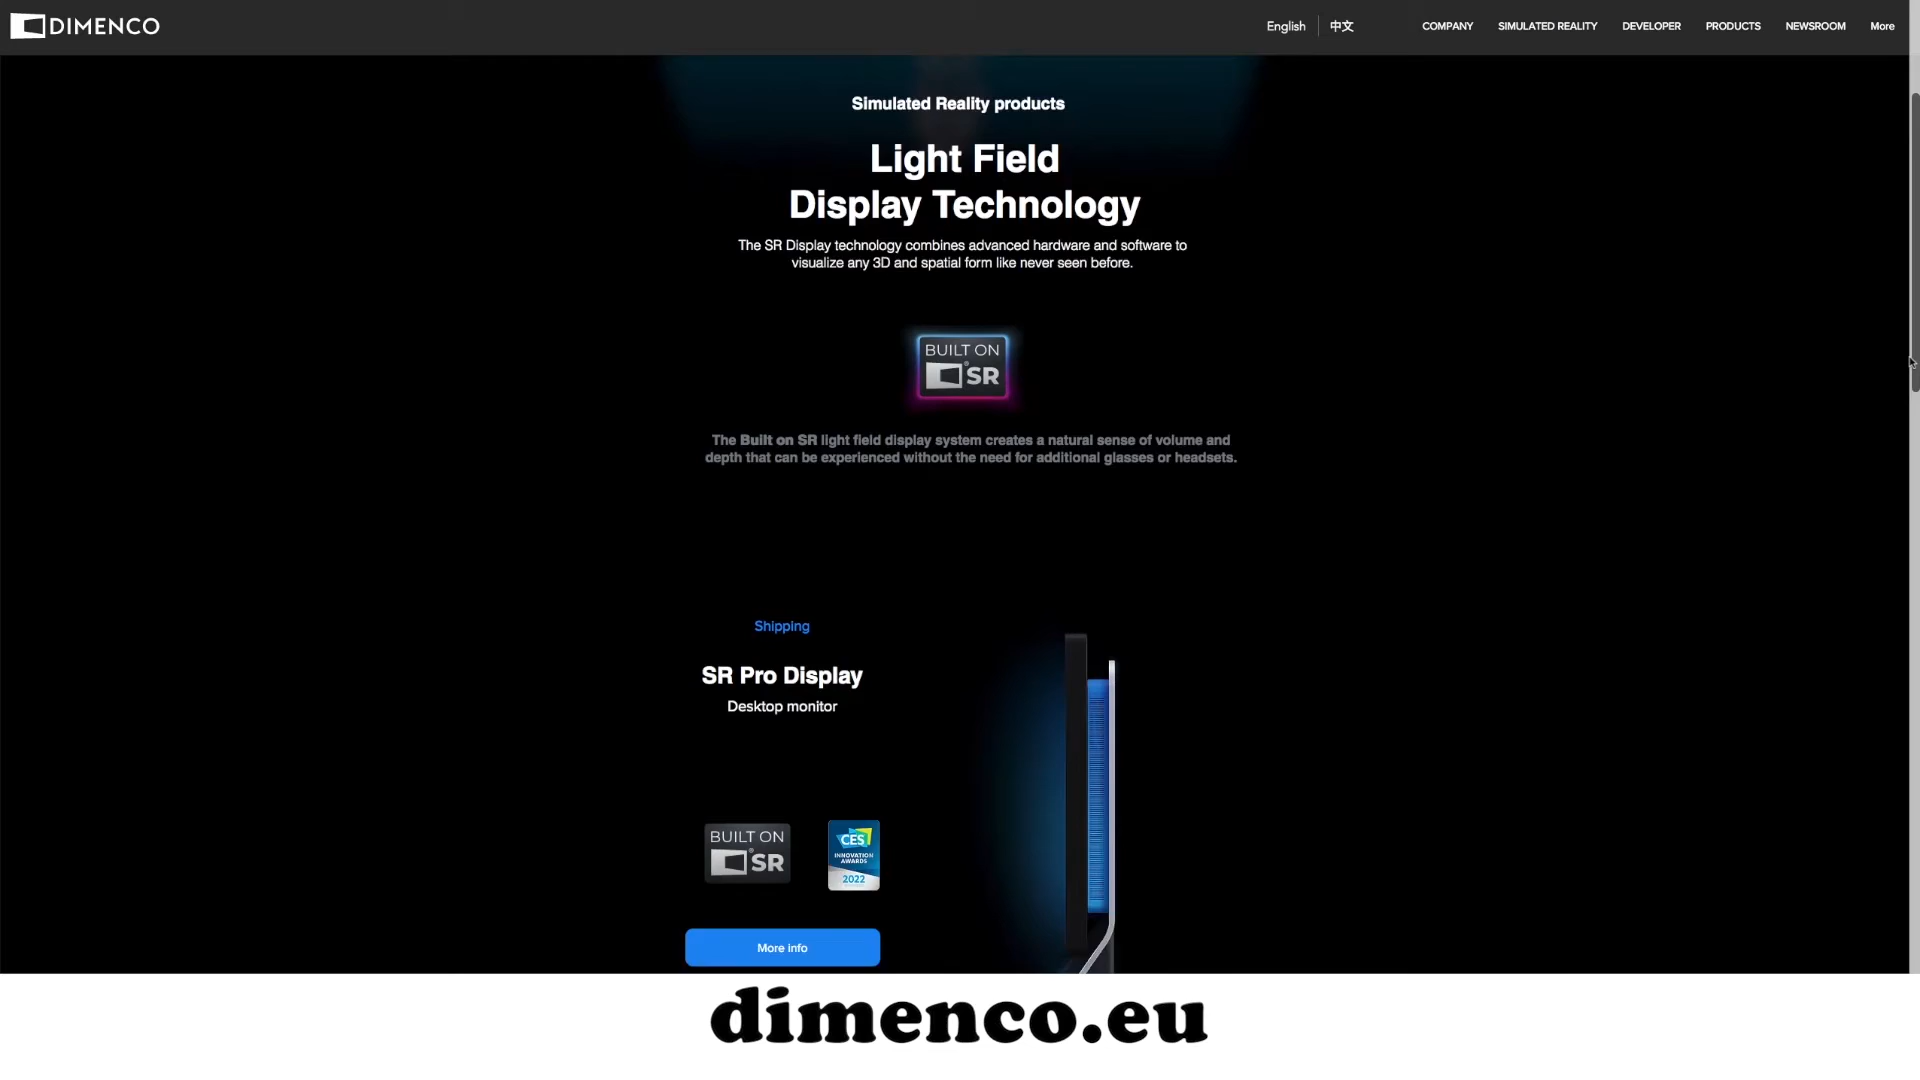 DIMENCO
English
中文
COMPANY
SIMULATED REALITY
DEVELOPER
PRODUCTS
NEWSROOM
More
Simulated Reality products
Light Field
Display Technology
The SR Display technology combines advanced hardware and software to
visualize any 3D and spatial form like never seen before.
BUILT ON
SR
The Built on SR light field display system creates a natural sense of volume and
depth that can be experienced without the need for additional glasses or headsets.
Shipping
SR Pro Display
Desktop monitor
BUILT ON
SR
CES
INNOVATION
AWARDS
2022
More info
dimenco.eu